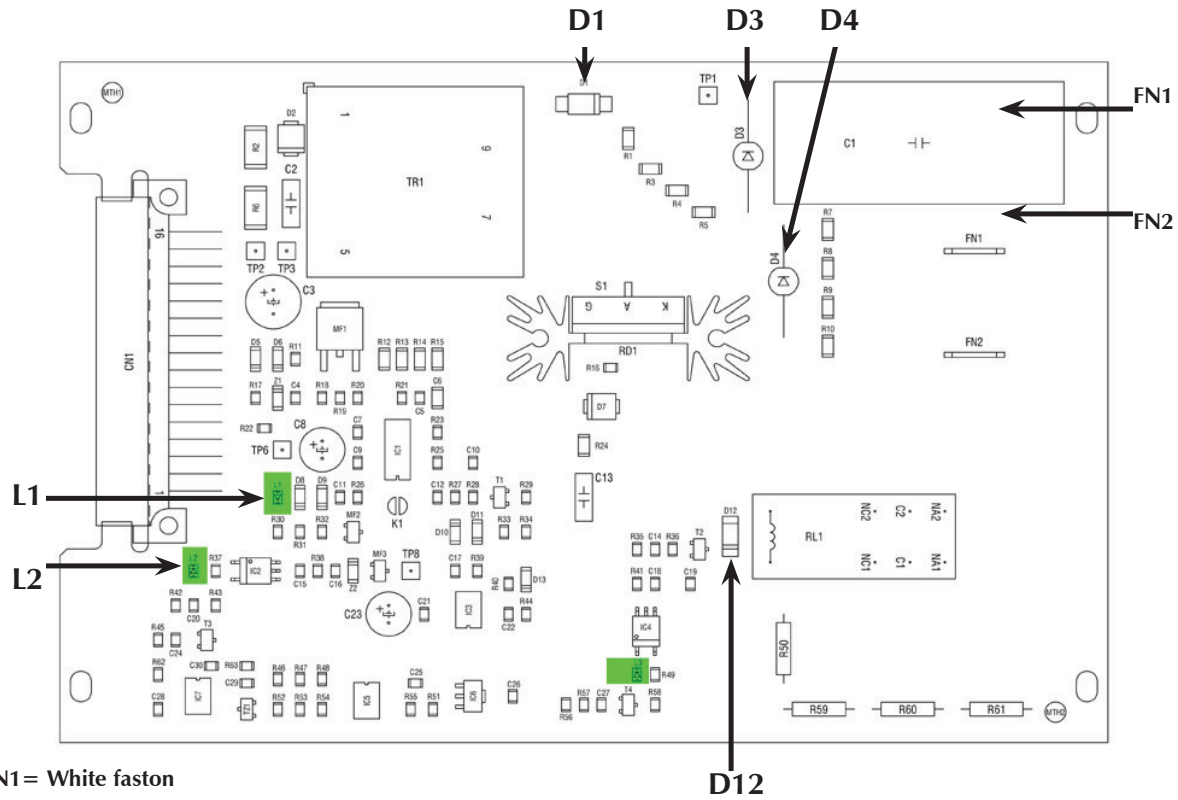 D1 D3 D4
FN1
FN2
L1
L2
D12
N1= White faston
MTH1
D2
R2
C2
R6
TP2 TP3
1
9
TR1
7
5
D1
TP1
D3
R1
R3
R4
R5
C1
D4
R7
R8
R9
R10
FN1
FN2
16
CN1
1
C3
MF1
S1
G A K
RD1
R16
D7
R24
C13
D5 D6 R11
R12 R13 R14 R15
R17 Z1 C4 R18 R20 R21 C6
R19 C5
R22 C8 C7 R23
TP6 C9 IC1 R25 C10
L1 D8 D9 C11 R26 C12 R27 R28 T1 R29
K1
R30 R32 MF2 D10 D11 R33 R34
R31
L2 R37 IC2 R38 MF3 TP8 C17 R39
C15 C16 Z2 R40 D13
R42 R43 C23 C21 IC3 R44
C20 C22
R45 T3
C24
R62 C30 R63 R46 R47 R48 C25
C29
C28 IC7 TZ1 R52 R53 R54 IC5 R55 R51 IC6 C26
D12
R35 C14 R36 T2
R41 C18 C19
IC4
R49
R57 C27 T4 R58
R56
RL1
NC2 C2 NA2
NC1 C1 NA1
R50
R59 R60 R61
MTH2